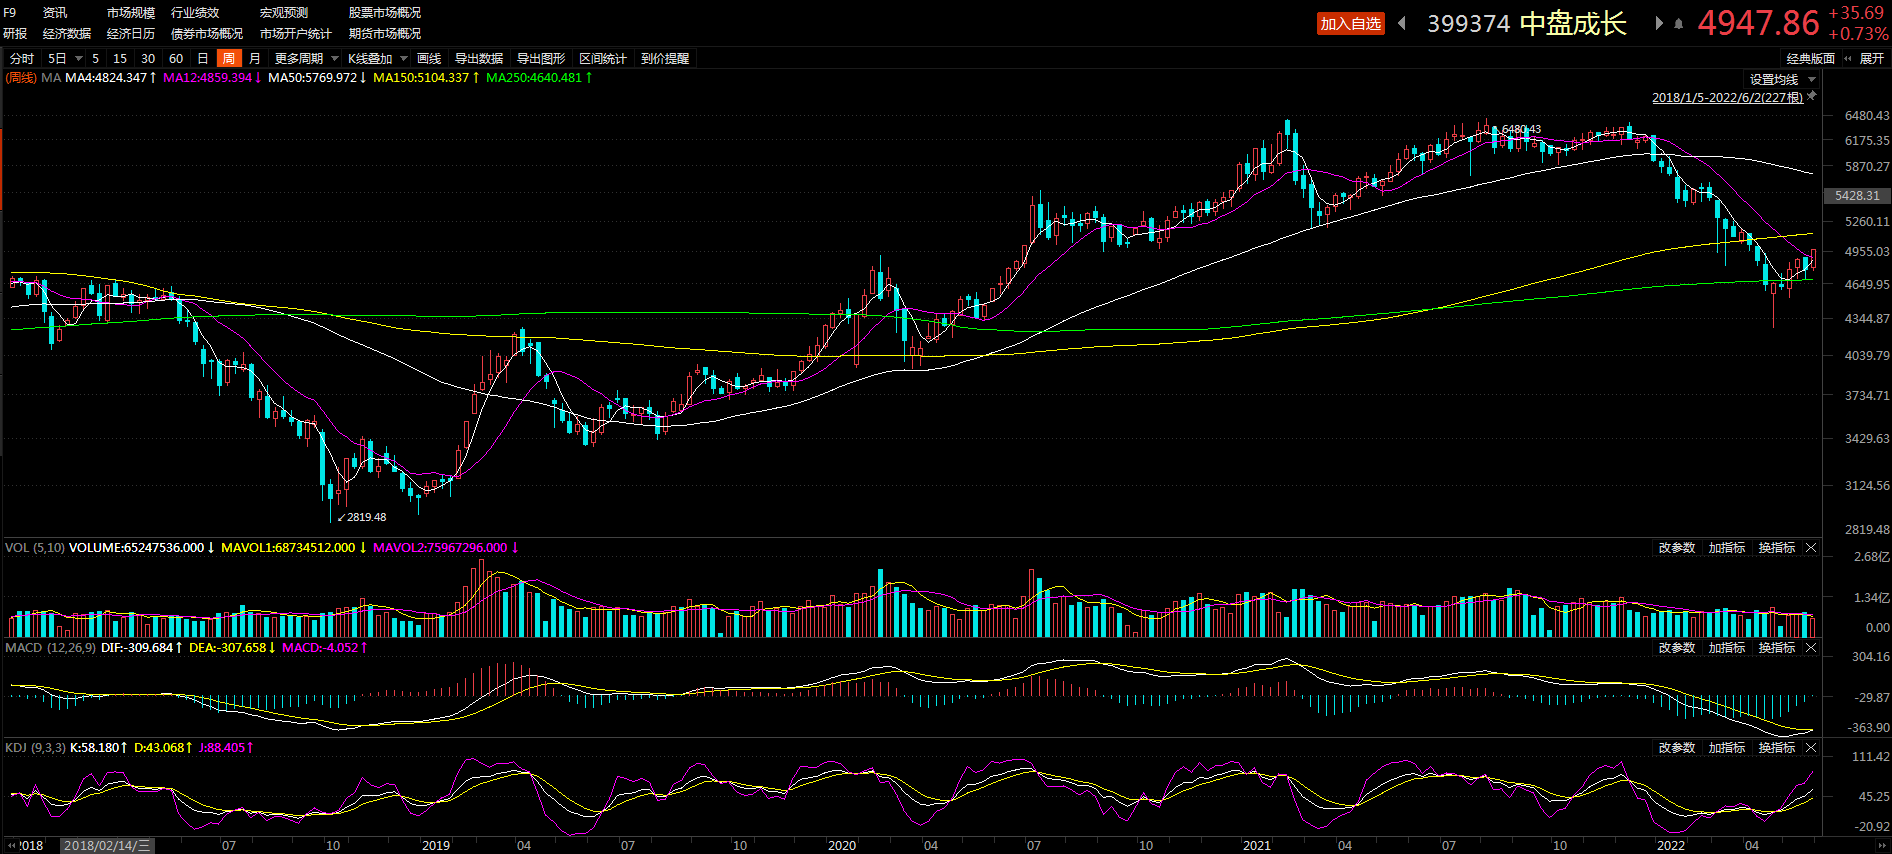 F9 资讯 市场规模 行业绩效 宏观预测 股票市场概况
研报 经济数据 经济日历 债券市场概况 市场开户统计 期货市场概况
加入自选 399374 中盘成长 4947.86 +35.69
+0.73%
分时 5日 5 15 30 60 日 周 月 更多周期 K线叠加 画线 导出数据 导出图形 区间统计 到价提醒 经典版面 展开
(周线) MA MA4:4824.347↑ MA12:4859.394↓ MA50:5769.972↓ MA150:5104.337↑ MA250:4640.481↑ 设置均线
2018/1/5-2022/6/2(227根)
6480.43
6480.43
6175.35
5870.27
5428.31
5260.11
4955.03
4649.95
4344.87
4039.79
3734.71
3429.63
3124.56
2819.48
2819.48
VOL (5,10) VOLUME:65247536.000↓ MAVOL1:68734512.000↓ MAVOL2:75967296.000↓ 改参数 加指标 换指标
2.68亿
1.34亿
0.00
MACD (12,26,9) DIF:-309.684↑ DEA:-307.658↓ MACD:-4.052↑ 改参数 加指标 换指标
304.16
-29.87
-363.90
KDJ (9,3,3) K:58.180↑ D:43.068↑ J:88.405↑ 改参数 加指标 换指标
111.42
45.25
-20.92
2018 2018/02/14/三 07 10 2019 04 07 10 2020 04 07 10 2021 04 07 10 2022 04